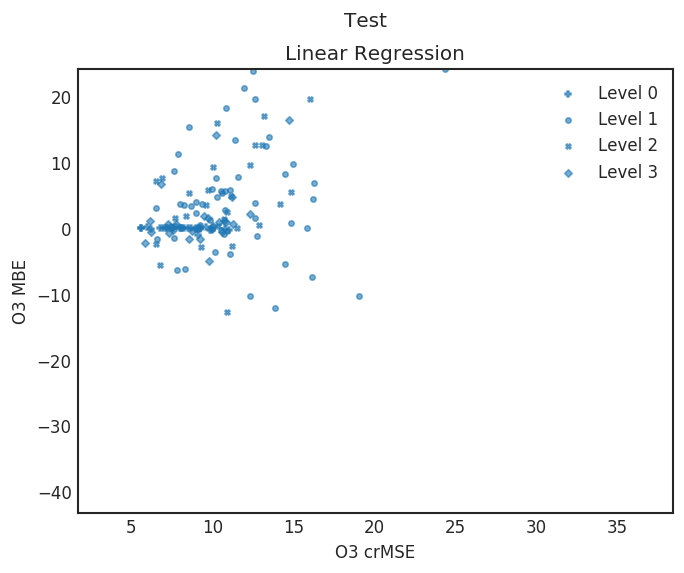 Test
Linear Regression
Level 0
Level 1
Level 2
Level 3
20
10
0
−10
−20
−30
−40
O3 MBE
5
10
15
20
25
30
35
O3 crMSE